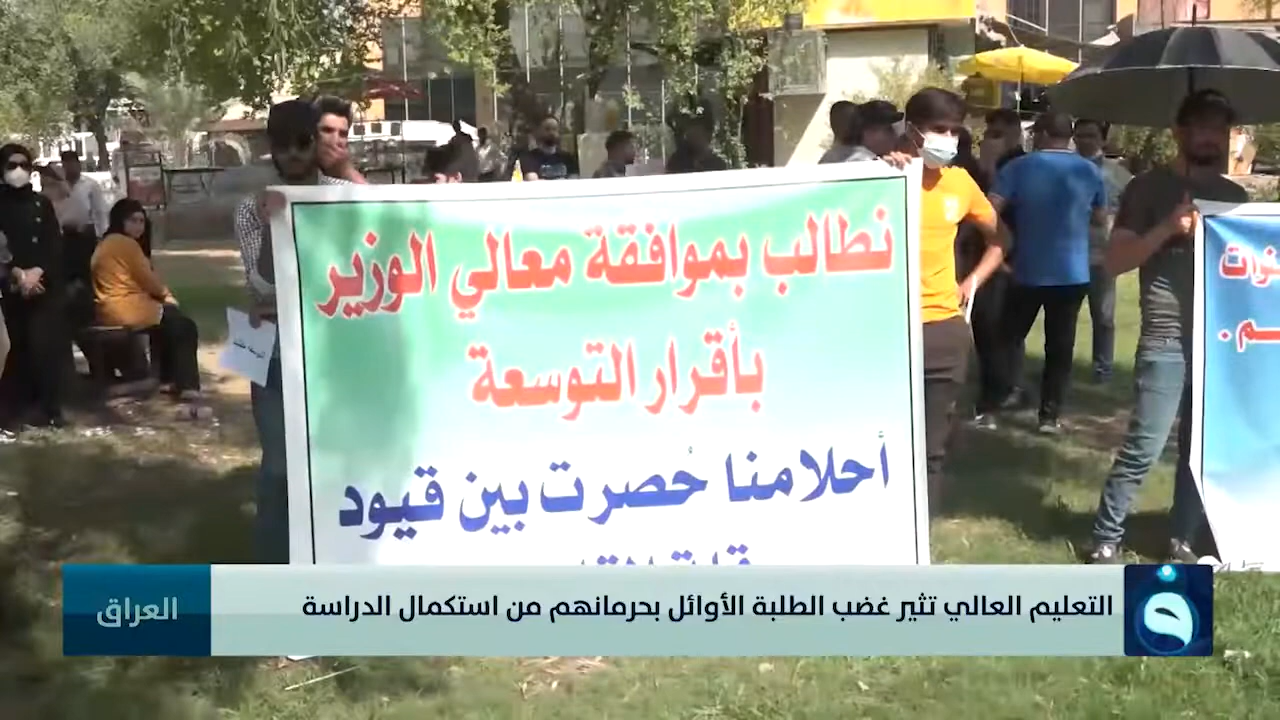 نطالب بموافقة معالي الوزير
بأقرار التوسعة
أحلامنا حُصرت بين قيود
التعليم العالي تثير غضب الطلبة الأوائل بحرمانهم من استكمال الدراسة
العراق